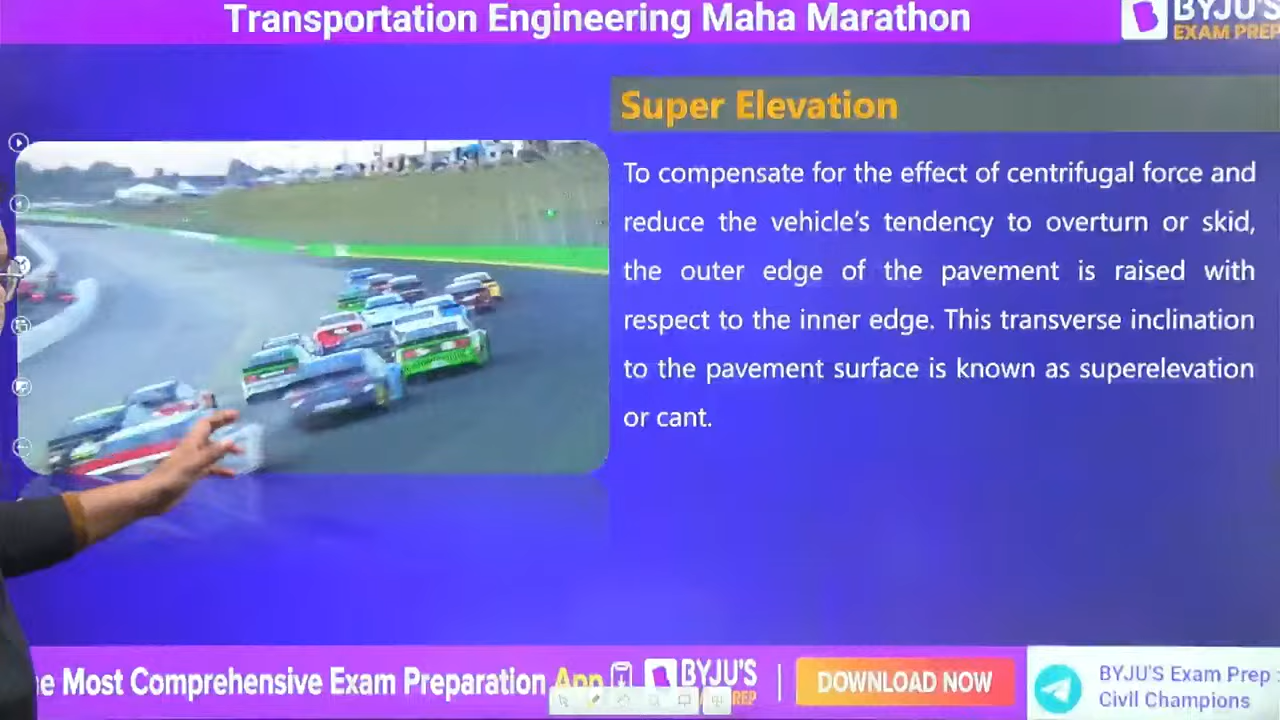 Transportation Engineering Maha Marathon
BYJU'S
EXAM PREP
Super Elevation
To compensate for the effect of centrifugal force and
reduce the vehicle's tendency to overturn or skid,
the outer edge of the pavement is raised with
respect to the inner edge. This transverse inclination
to the pavement surface is known as superelevation
or cant.
Most Comprehensive Exam Preparation App
BYJU'S
DOWNLOAD NOW
BYJU'S Exam Prep :
Civil Champions